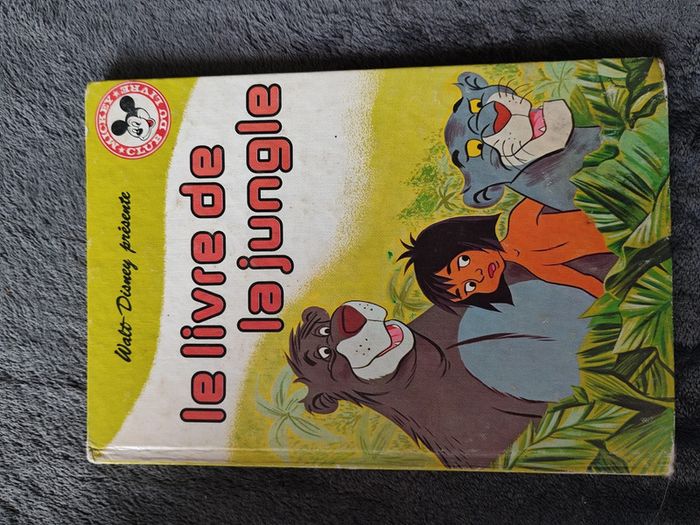 MICKEY CLUB DU LIVRE
Walt Disney présente
le livre de
la jungle